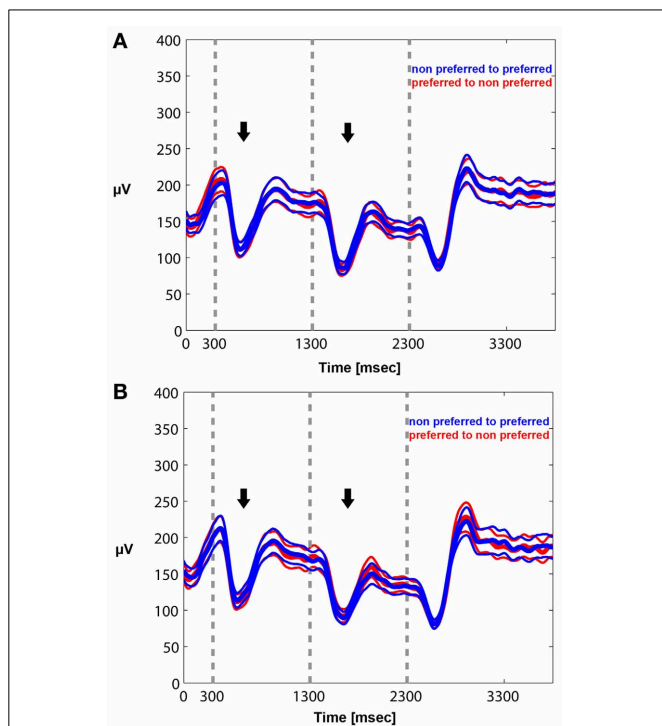 A
400
350
300
250
200
150
100
50
0
µV
non preferred to preferred
preferred to non preferred
0 300 1300 2300 3300
Time [msec]
B
400
350
300
250
200
150
100
50
0
µV
non preferred to preferred
preferred to non preferred
0 300 1300 2300 3300
Time [msec]